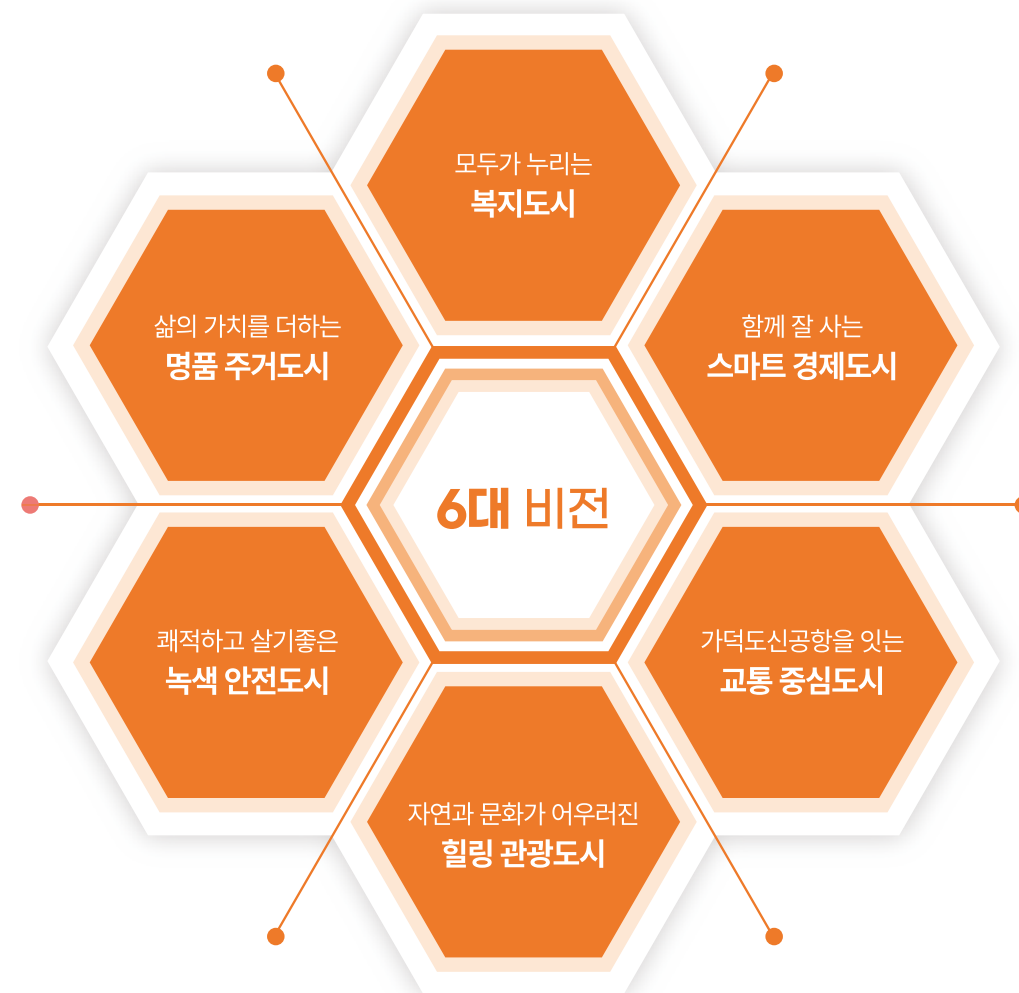 모두가 누리는
복지도시
삶의 가치를 더하는
명품 주거도시
함께 잘 사는
스마트 경제도시
6대 비전
쾌적하고 살기좋은
녹색 안전도시
가덕도신공항을 잇는
교통 중심도시
자연과 문화가 어우러진
힐링 관광도시